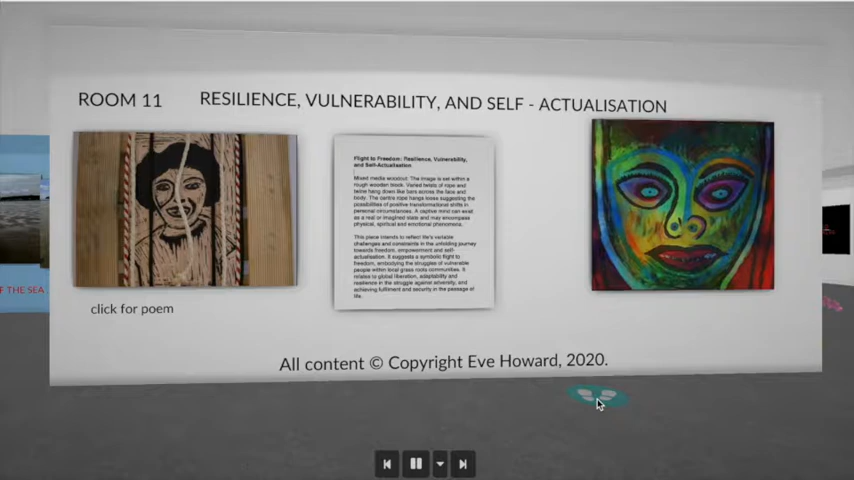 ROOM 11
RESILIENCE, VULNERABILITY, AND SELF - ACTUALISATION
Flight to Freedom: Resilience, Vulnerability,
and Self-Actualisation
Mixed media woodcut: The image is set within a
rough wooden block. Varied twists of rope and
twine hang down like bars across the face and
body. The centre rope hangs loose suggesting the
possibilities of positive transformational shifts in
personal circumstances. A captive mind can exist
as a real or imagined state and may encompass
physical, spiritual and emotional phenomena.
This piece intends to reflect life's variable
challenges and constraints in the unfolding journey
towards freedom, empowerment and self-
actualisation. It suggests a symbolic flight to
freedom, embodying the struggles of vulnerable
people within local grass roots communities. It
relates to global liberation, adaptability and
resilience in the struggle against adversity, and
achieving fulfilment and security in the passage of
life.
click for poem
All content © Copyright Eve Howard, 2020.
F THE SEA